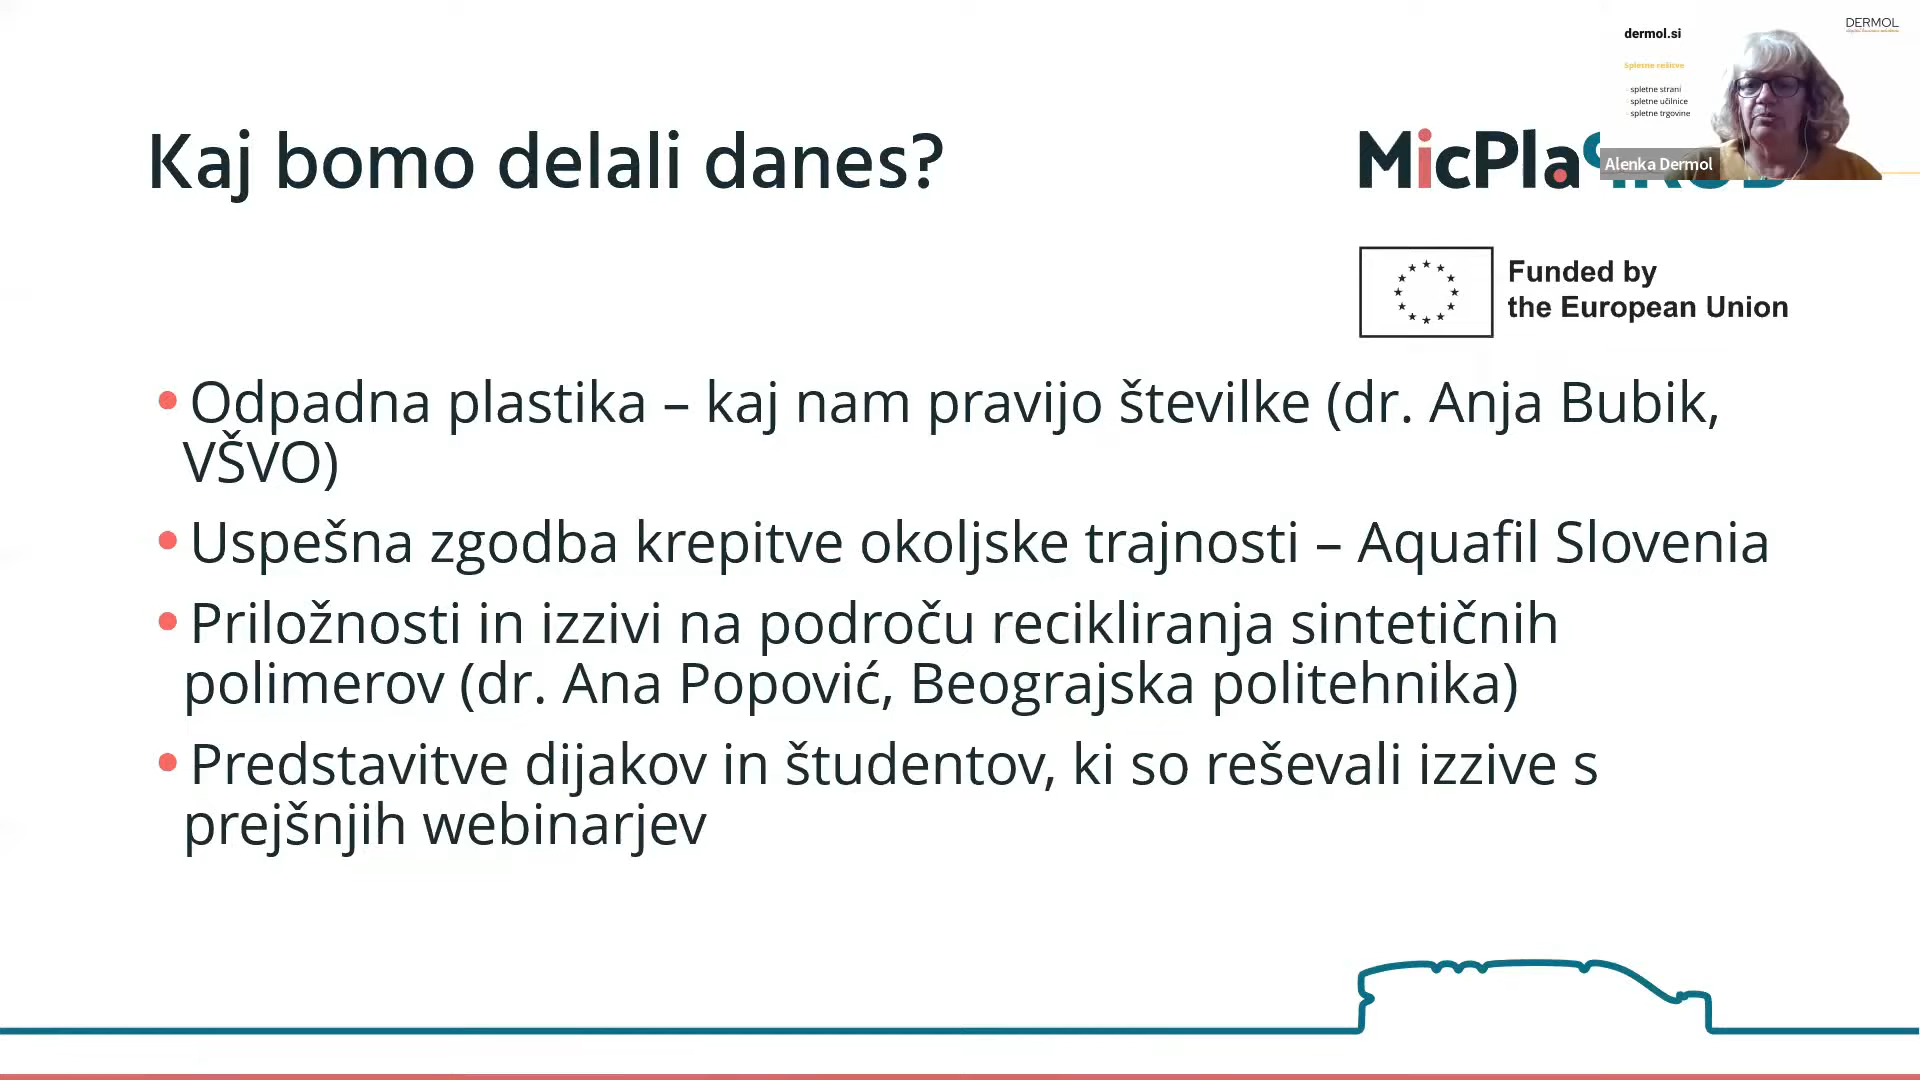 dermol.si
DERMOL
Spletne rešitve
spletne strani
spletne učilnice
spletne trgovine
Alenka Dermol
Kaj bomo delali danes?
MicPla
Funded by
the European Union
Odpadna plastika – kaj nam pravijo številke (dr. Anja Bubik,
VŠVO)
Uspešna zgodba krepitve okoljske trajnosti – Aquafil Slovenia
Priložnosti in izzivi na področu recikliranja sintetičnih
polimerov (dr. Ana Popović, Beograjska politehnika)
Predstavitve dijakov in študentov, ki so reševali izzive s
prejšnjih webinarjev